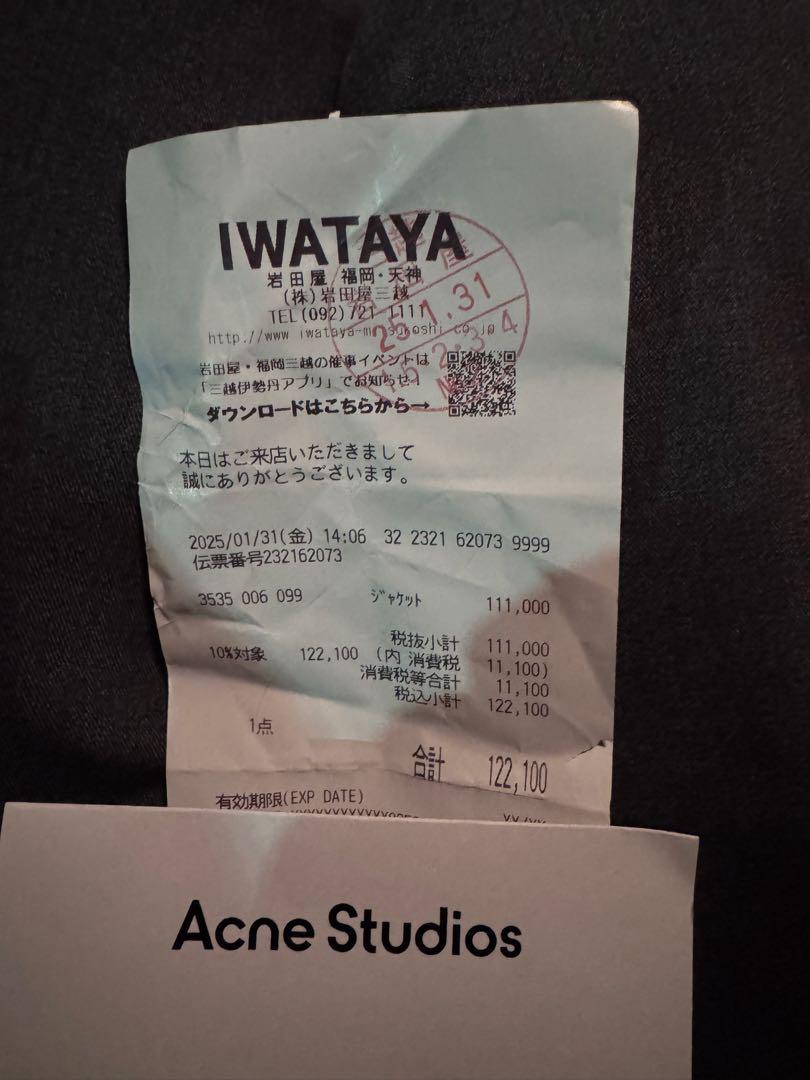 IWATAYA
岩田屋 福岡・天神
(株)岩田屋三越
TEL(092)721 1111
http://www iwataya-mitsukoshi.co.jp
岩田屋・福岡三越の催事イベントは
「三越伊勢丹アプリ」でお知らせ!
ダウンロードはこちらから→
本日はご来店いただきまして
誠にありがとうございます。
2025/01/31(金) 14:06 32 2321 62073 9999
伝票番号232162073
3535 006 099 ジャケット 111,000
税抜小計 111,000
10%対象 122,100 (内 消費税 11,100)
消費税等合計 11,100
税込小計 122,100
1点
合計 122,100
有効期限(EXP DATE)
Acne Studios